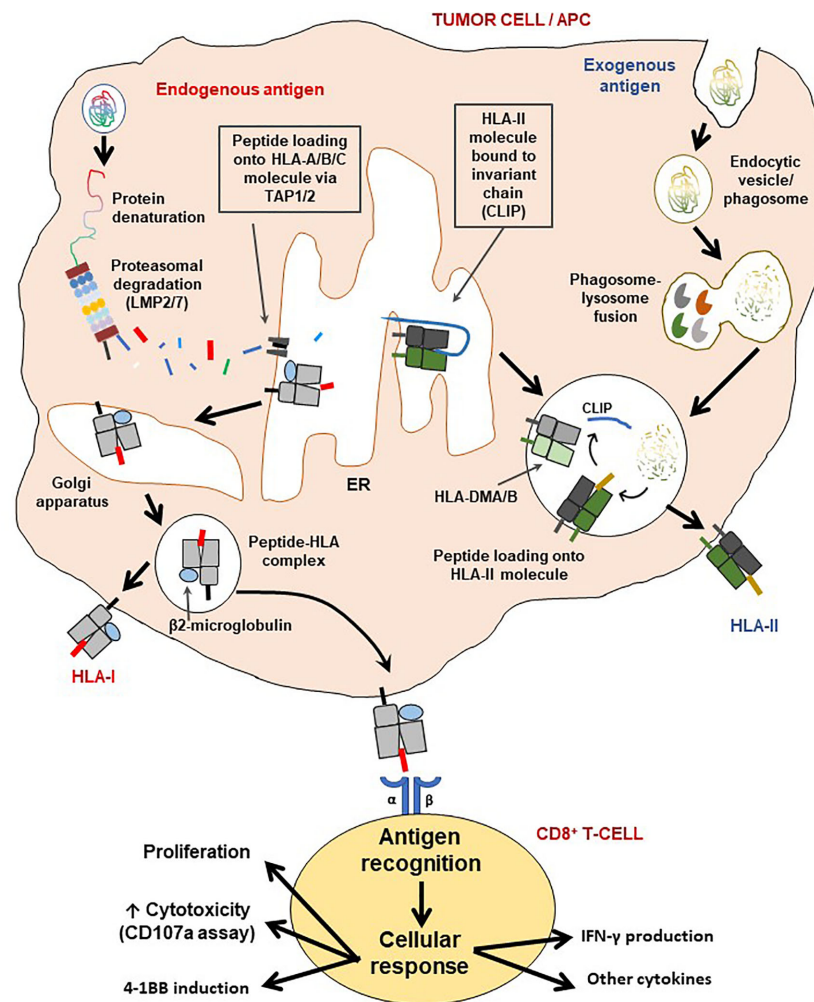 TUMOR CELL / APC
Endogenous antigen
Exogenous
antigen
Peptide loading
onto HLA-A/B/C
molecule via
TAP1/2
HLA-II
molecule
bound to
invariant
chain
(CLIP)
Endocytic
vesicle/
phagosome
Protein
denaturation
Proteasomal
degradation
(LMP2/7)
Phagosome-
lysosome
fusion
CLIP
Golgi
apparatus
ER
HLA-DMA/B
Peptide loading onto
HLA-II molecule
Peptide-HLA
complex
β2-microglobulin
HLA-I
HLA-II
α
β
CD8⁺ T-CELL
Antigen
recognition
Cellular
response
Proliferation
↑ Cytotoxicity
(CD107a assay)
4-1BB induction
IFN-γ production
Other cytokines